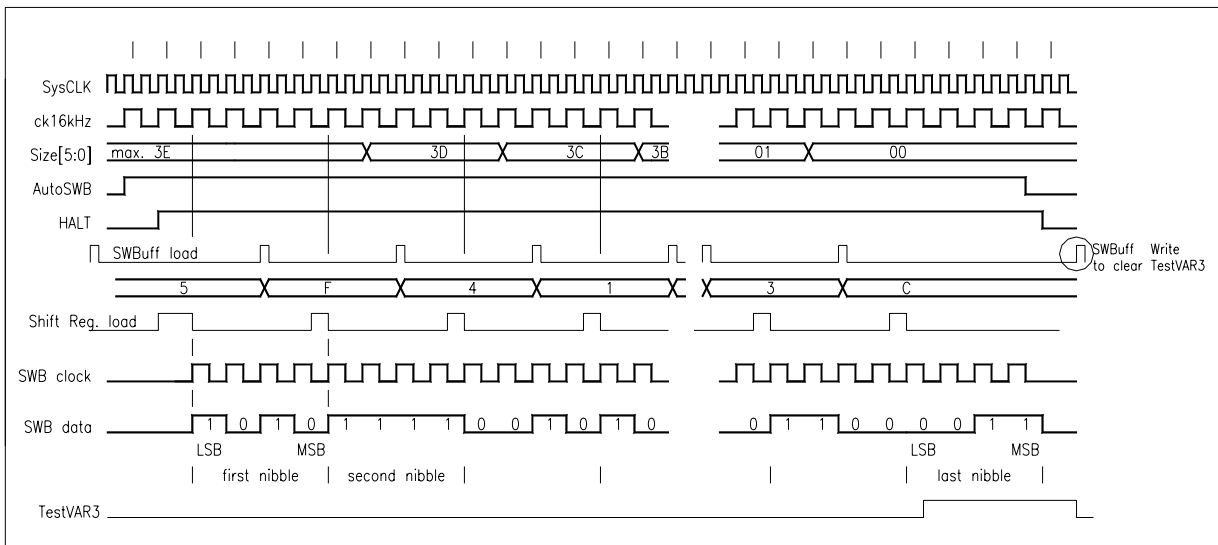 SysCLK
ck16kHz
Size[5:0] max. 3E 3D 3C 3B 01 00
AutoSWB
HALT
SWBuff load
SWBuff Write
to clear TestVAR3
5 F 4 1 3 C
Shift Reg. load
SWB clock
SWB data 1 0 1 0 1 1 1 1 0 0 1 0 1 0 0 1 1 0 0 0 0 1 1
LSB MSB LSB MSB
first nibble second nibble last nibble
TestVAR3